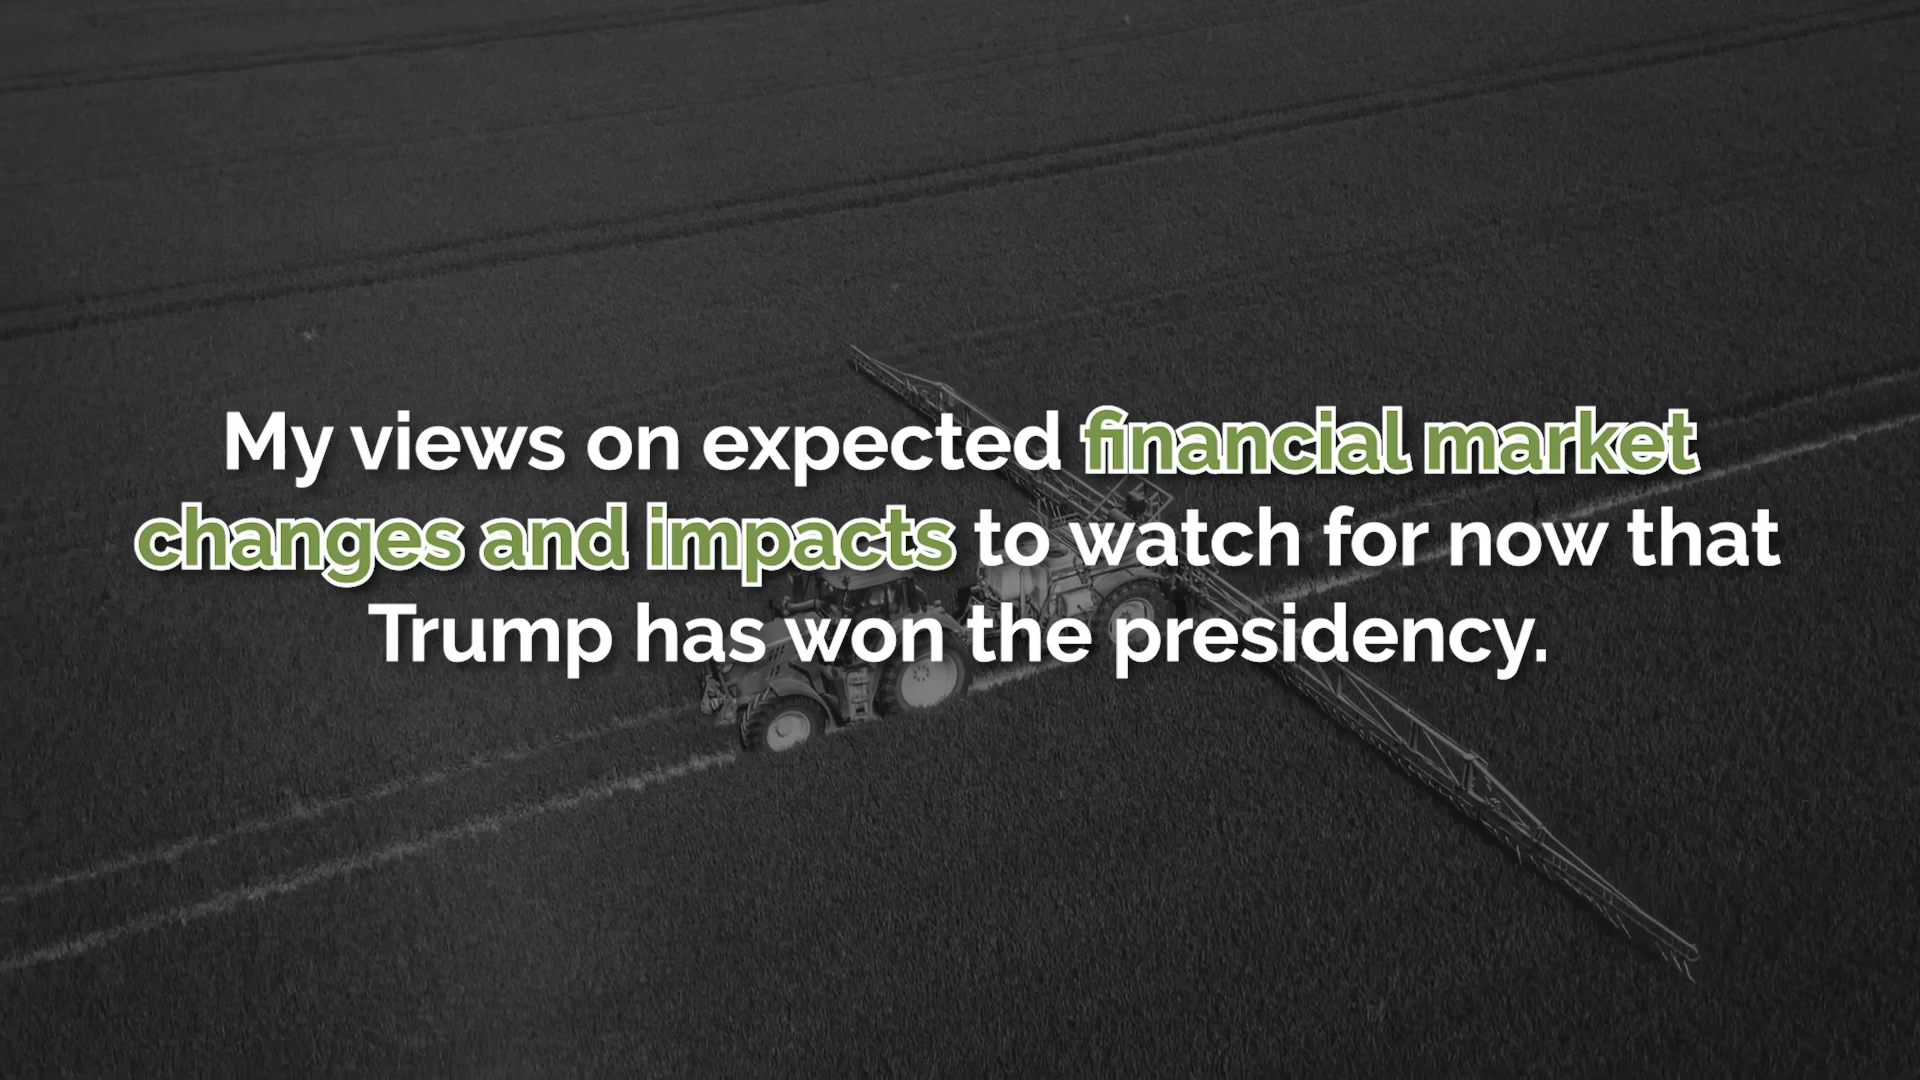 My views on expected financial market
changes and impacts to watch for now that
Trump has won the presidency.